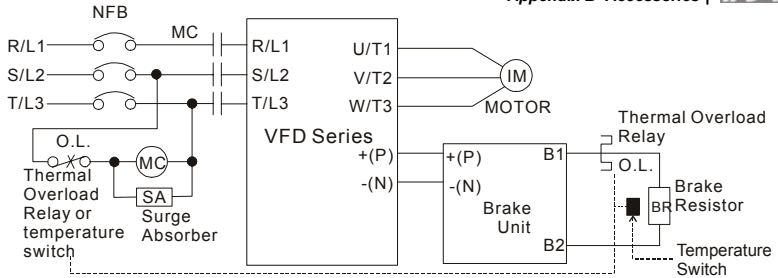 Appendix B Accessories |
NFB
MC
R/L1
R/L1
U/T1
S/L2
S/L2
V/T2
IM
T/L3
T/L3
W/T3
MOTOR
VFD Series
O.L.
MC
SA
Surge
Absorber
Thermal
Overload
Relay or
temperature
switch
+(P)
-(N)
+(P)
-(N)
B1
Brake
Unit
B2
Thermal Overload
Relay
O.L.
BR
Brake
Resistor
Temperature
Switch